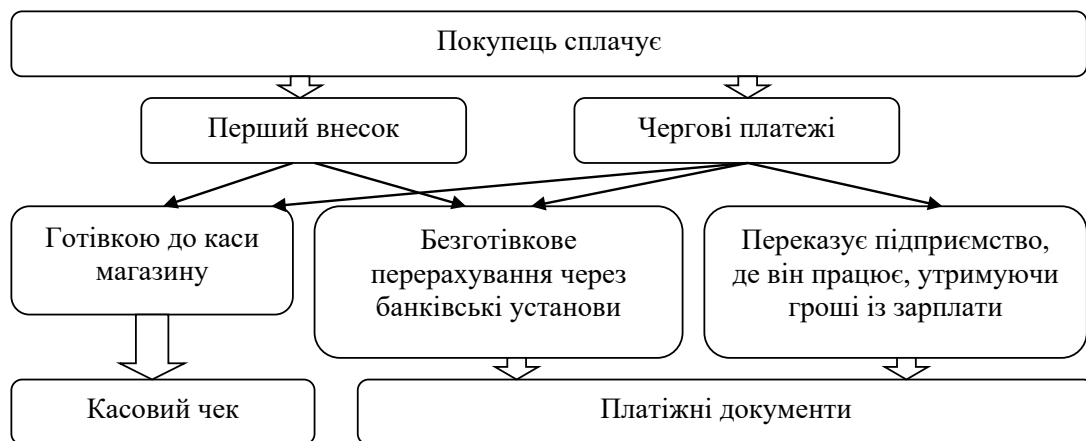 Покупець сплачує
Перший внесок
Чергові платежі
Готівкою до каси
магазину
Безготівкове
перерахування через
банківські установи
Переказує підприємство,
де він працює, утримуючи
гроші із зарплати
Касовий чек
Платіжні документи